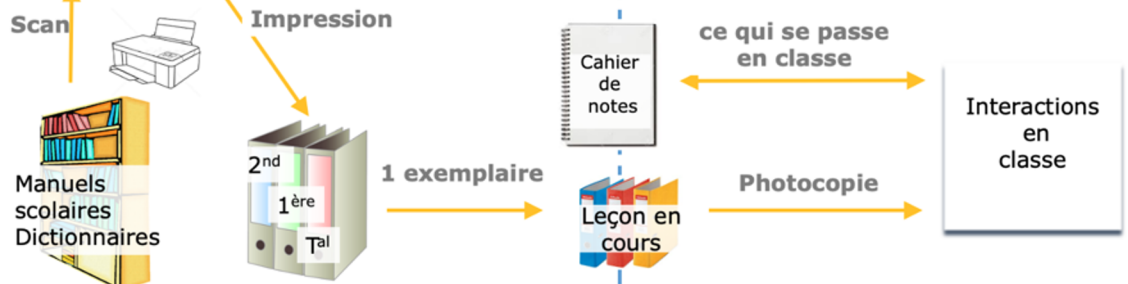 Scan
Impression
Manuels
scolaires
Dictionnaires
2nd
1ère
Tal
1 exemplaire
Cahier
de
notes
Leçon en
cours
ce qui se passe
en classe
Photocopie
Interactions
en
classe